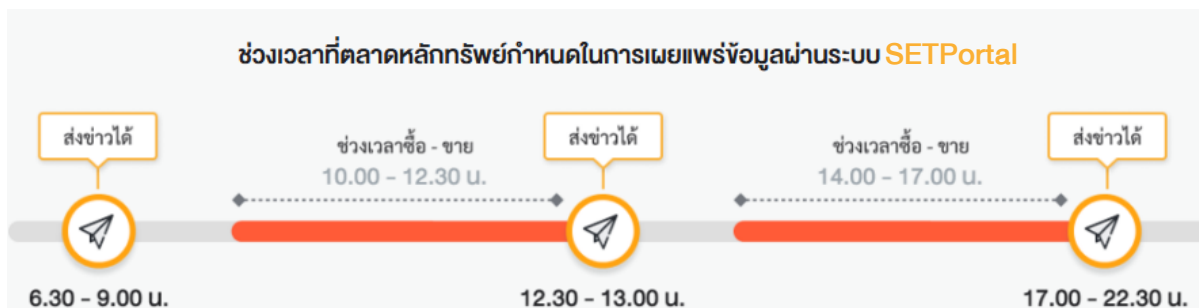 ช่วงเวลาที่ตลาดหลักทรัพย์กำหนดในการเผยแพร่ข้อมูลผ่านระบบ SETPortal
ส่งข่าวได้
ช่วงเวลาซื้อ - ขาย
10.00 - 12.30 น.
ส่งข่าวได้
ช่วงเวลาซื้อ - ขาย
14.00 - 17.00 น.
ส่งข่าวได้
6.30 - 9.00 น.
12.30 - 13.00 น.
17.00 - 22.30 น.